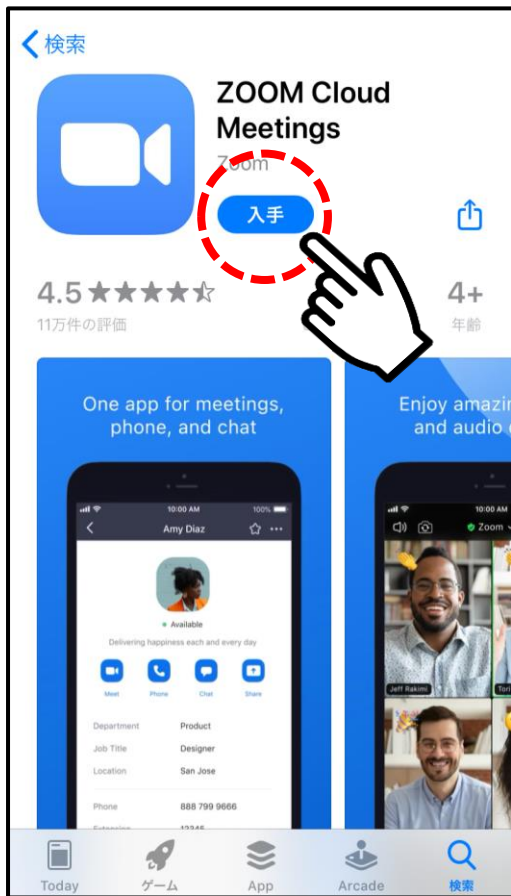 検索
ZOOM Cloud
Meetings
Zoom
入手
4.5
4+
11万件の評価
年齢
One app for meetings,
phone, and chat
Enjoy amazin
and audio
10:00 AM
100%
Amy Diaz
Available
Delivering happiness each and every day
Meet
Phone
Chat
Share
Department
Product
Job Title
Designer
Location
San Jose
Phone
888 799 9666
10:00 AM
Zoom
Jeff Rakimi
Tori
Today
ゲーム
App
Arcade
検索